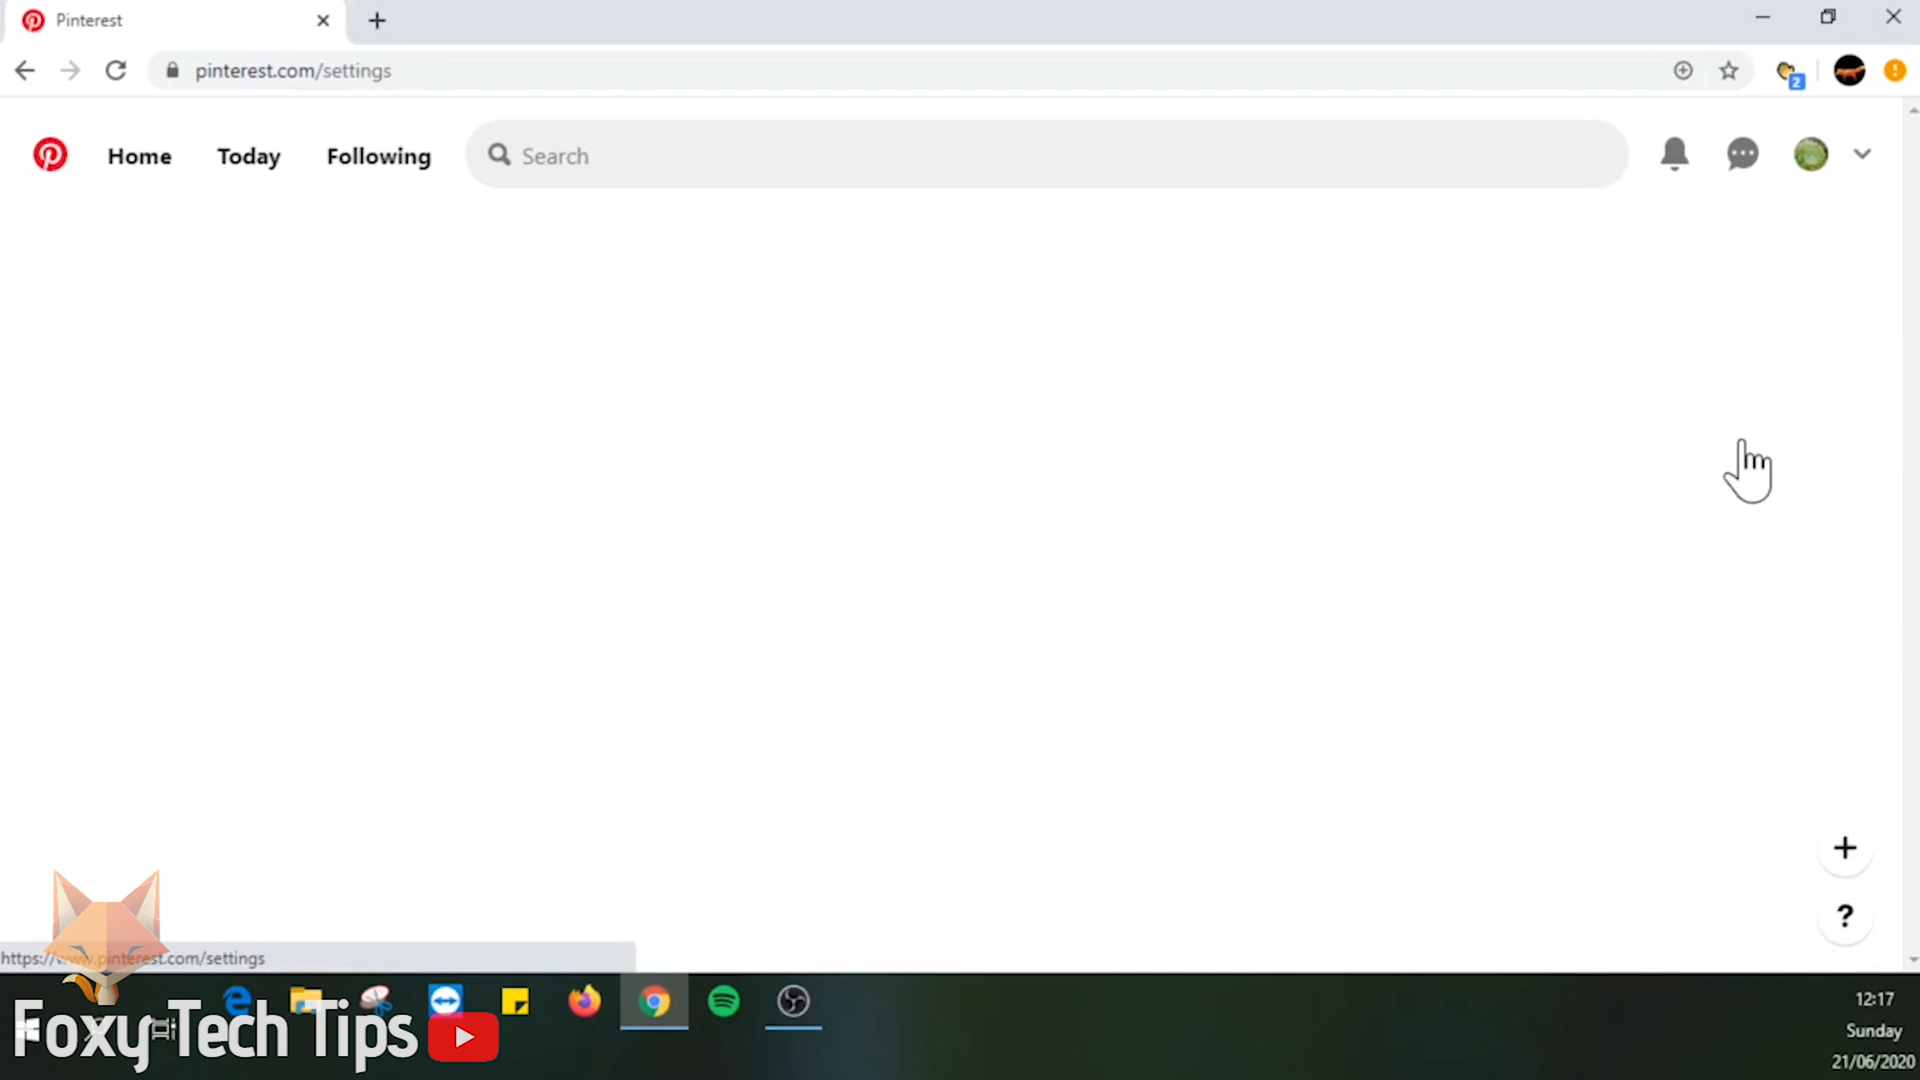 Pinterest
pinterest.com/settings
2
Home Today Following Search
+
?
https://www.pinterest.com/settings
Foxy Tech Tips
12:17
Sunday
21/06/2020